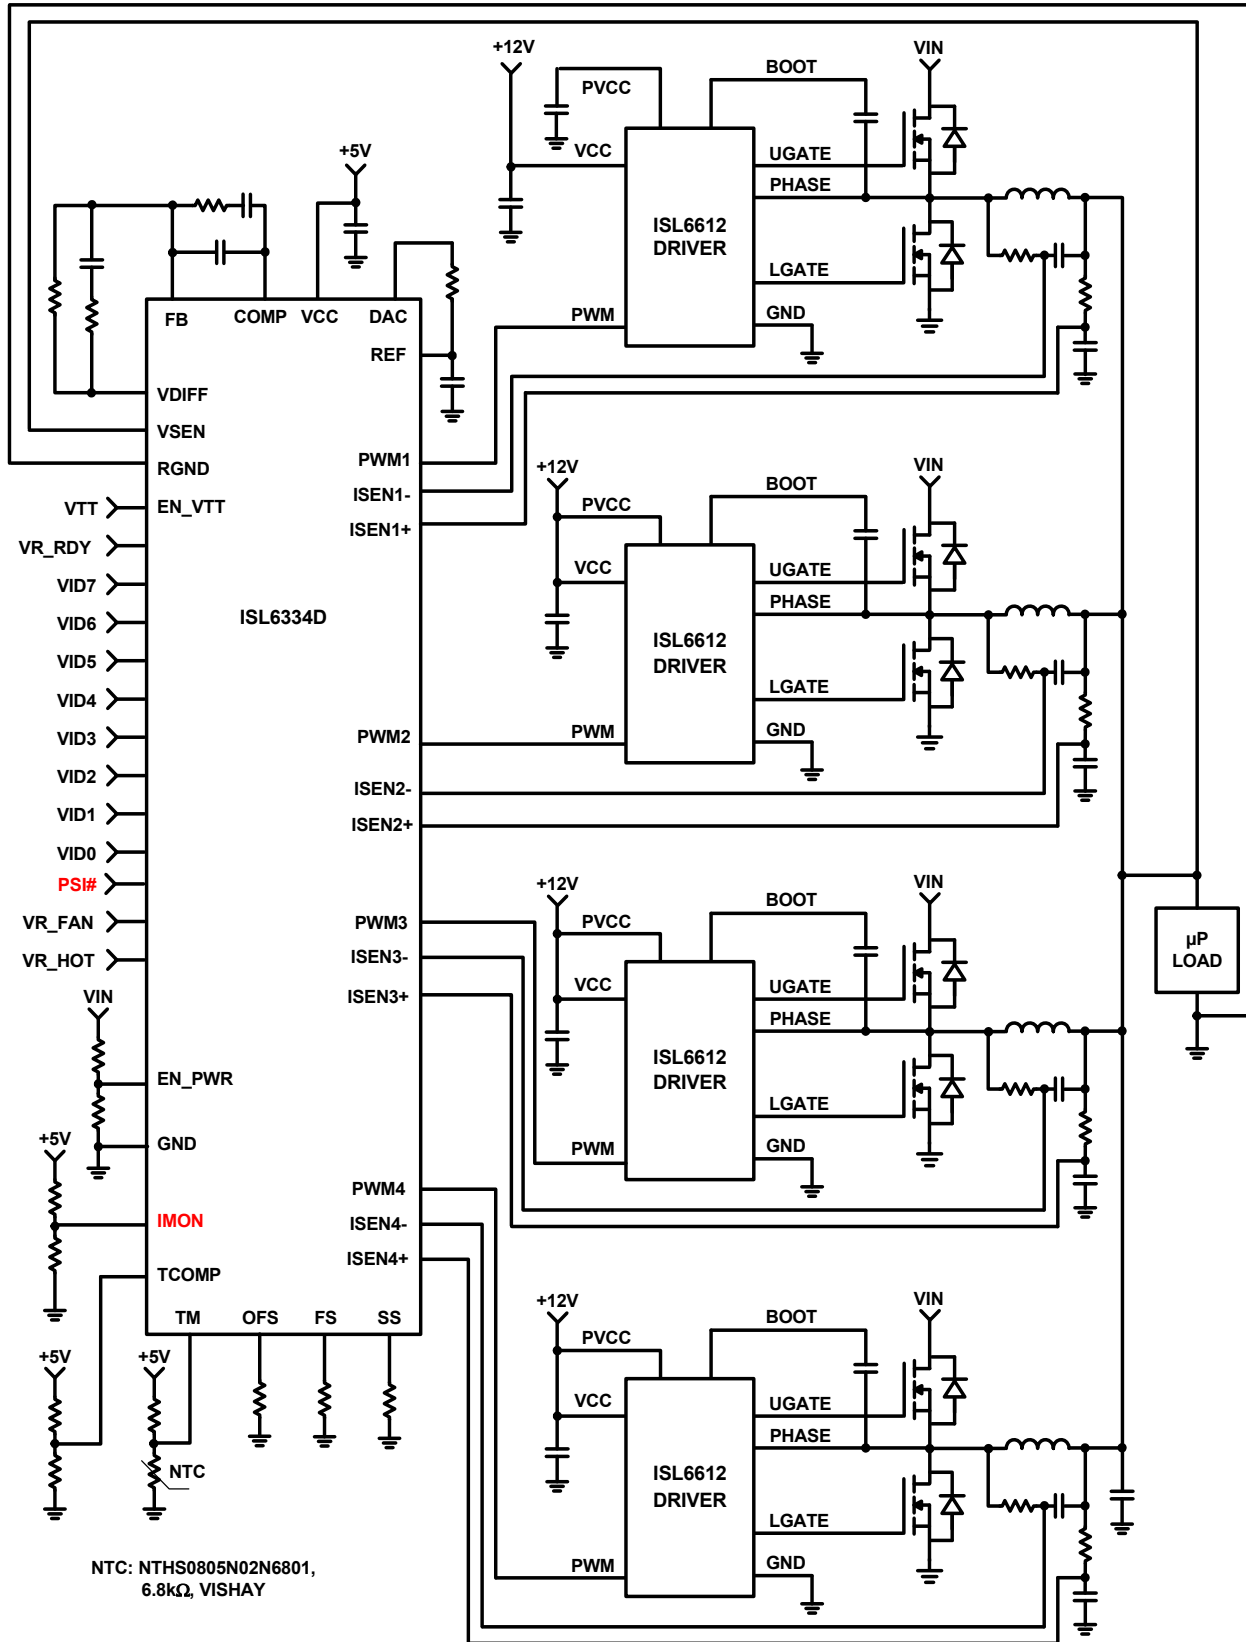 +12V
PVCC
BOOT
VIN
VCC
UGATE
PHASE
ISL6612
DRIVER
LGATE
PWM
GND
+5V
FB
COMP
VCC
DAC
REF
VDIFF
VSEN
RGND
VTT
EN_VTT
VR_RDY
VID7
VID6
VID5
VID4
VID3
VID2
VID1
VID0
PSI#
VR_FAN
VR_HOT
VIN
EN_PWR
GND
+5V
IMON
TCOMP
TM
OFS
FS
SS
ISL6334D
PWM1
ISEN1-
ISEN1+
PWM2
ISEN2-
ISEN2+
PWM3
ISEN3-
ISEN3+
PWM4
ISEN4-
ISEN4+
+12V
PVCC
BOOT
VIN
VCC
UGATE
PHASE
ISL6612
DRIVER
LGATE
PWM
GND
+12V
PVCC
BOOT
VIN
VCC
UGATE
PHASE
ISL6612
DRIVER
LGATE
PWM
GND
µP
LOAD
+12V
PVCC
BOOT
VIN
VCC
UGATE
PHASE
ISL6612
DRIVER
LGATE
PWM
GND
+5V
+5V
NTC
NTC: NTHS0805N02N6801,
6.8kΩ, VISHAY